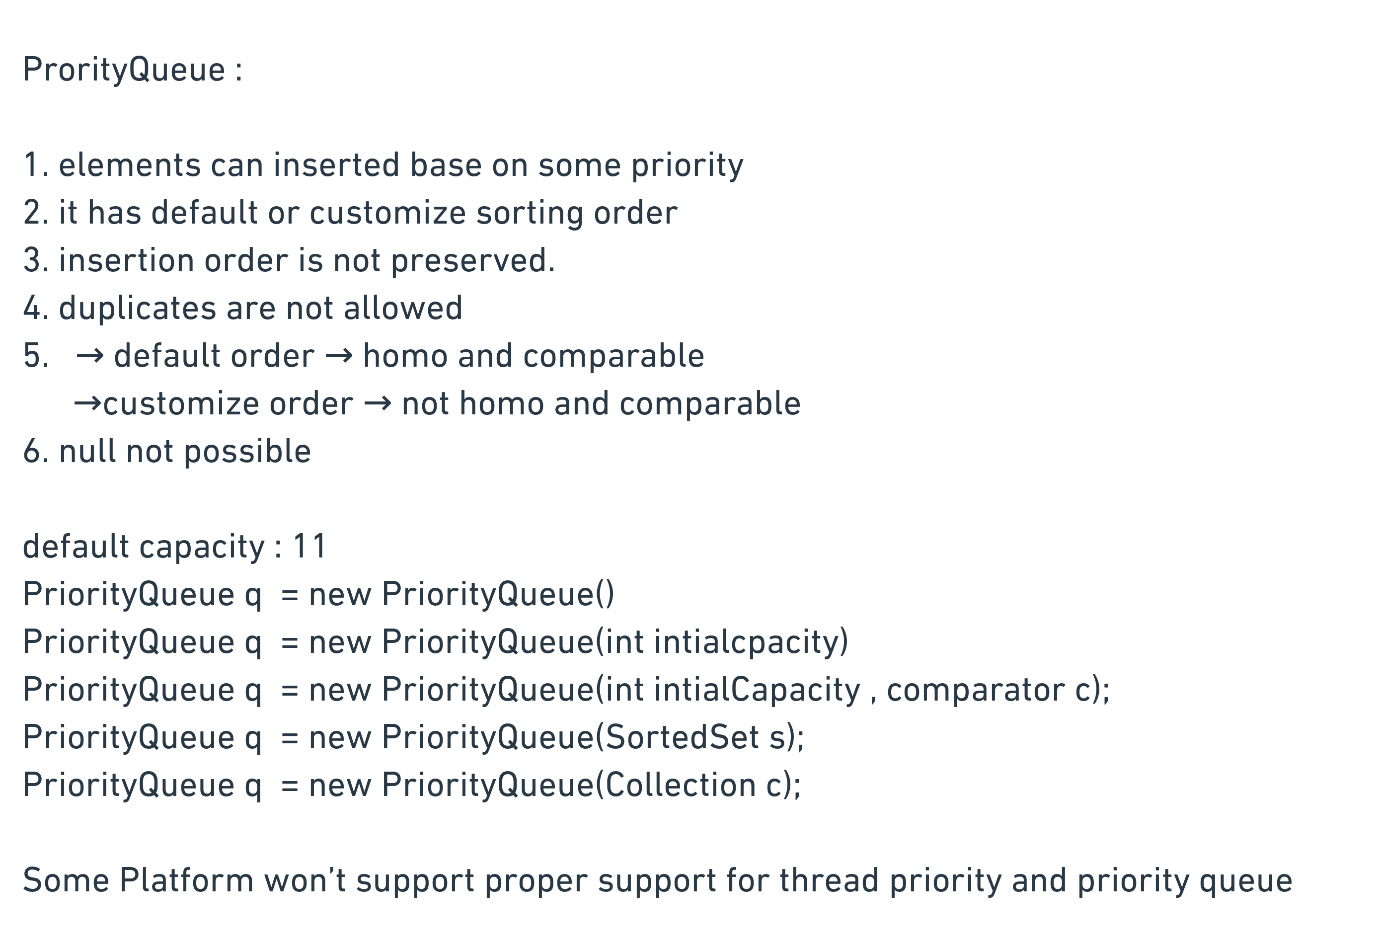 ProrityQueue :
1. elements can inserted base on some priority
2. it has default or customize sorting order
3. insertion order is not preserved.
4. duplicates are not allowed
5. → default order → homo and comparable
→customize order → not homo and comparable
6. null not possible
default capacity : 11
PriorityQueue q = new PriorityQueue()
PriorityQueue q = new PriorityQueue(int intialcpacity)
PriorityQueue q = new PriorityQueue(int intialCapacity , comparator c);
PriorityQueue q = new PriorityQueue(SortedSet s);
PriorityQueue q = new PriorityQueue(Collection c);
Some Platform won't support proper support for thread priority and priority queue